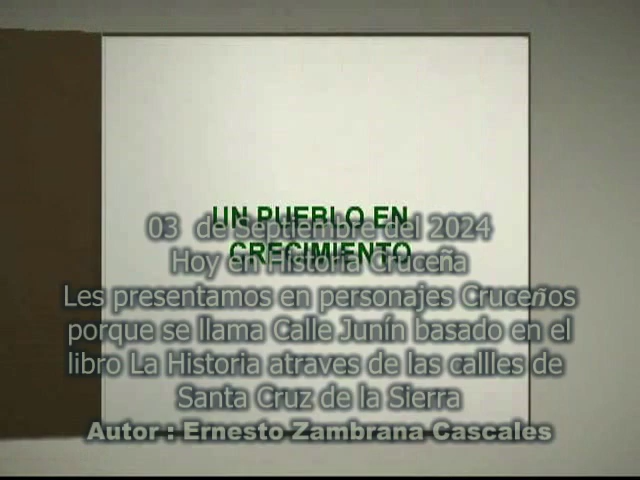 UN PUEBLO EN
CRECIMIENTO
03 de Septiembre del 2024
Hoy en Historia Cruceña
Les presentamos en personajes Cruceños
porque se llama Calle Junín basado en el
libro La Historia atraves de las callles de
Santa Cruz de la Sierra
Autor : Ernesto Zambrana Cascales